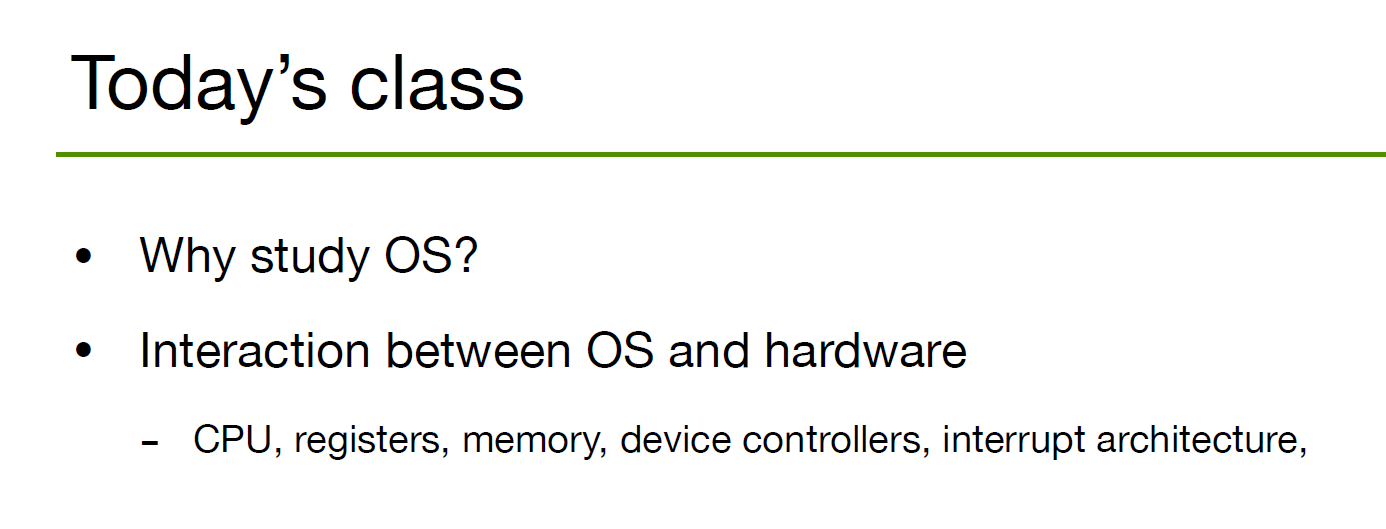 Today’s class
• Why study OS?
• Interaction between OS and hardware
– CPU, registers, memory, device controllers, interrupt architecture,